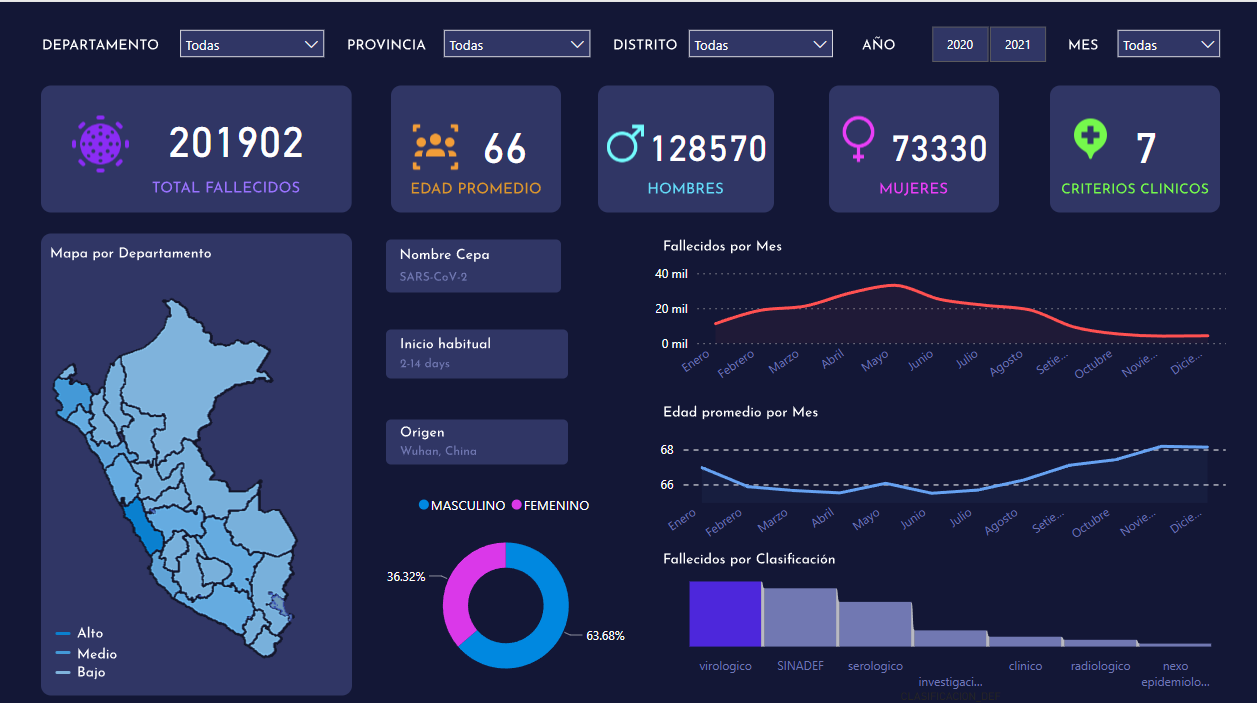 DEPARTAMENTO Todas PROVINCIA Todas DISTRITO Todas AÑO 2020 2021 MES Todas
201902
TOTAL FALLECIDOS
66
EDAD PROMEDIO
128570
HOMBRES
73330
MUJERES
7
CRITERIOS CLINICOS
Mapa por Departamento
Alto
Medio
Bajo
Nombre Cepa
SARS-CoV-2
Inicio habitual
2-14 days
Origen
Wuhan, China
MASCULINO FEMENINO
36.32%
63.68%
Fallecidos por Mes
40 mil
20 mil
0 mil
Enero Febrero Marzo Abril Mayo Junio Julio Agosto Setie... Octubre Novie... Dicie...
Edad promedio por Mes
68
66
Enero Febrero Marzo Abril Mayo Junio Julio Agosto Setie... Octubre Novie... Dicie...
Fallecidos por Clasificación
virologico SINADEF serologico investigaci... clinico radiologico nexo epidemiolo...
CLASIFICACION_DEF